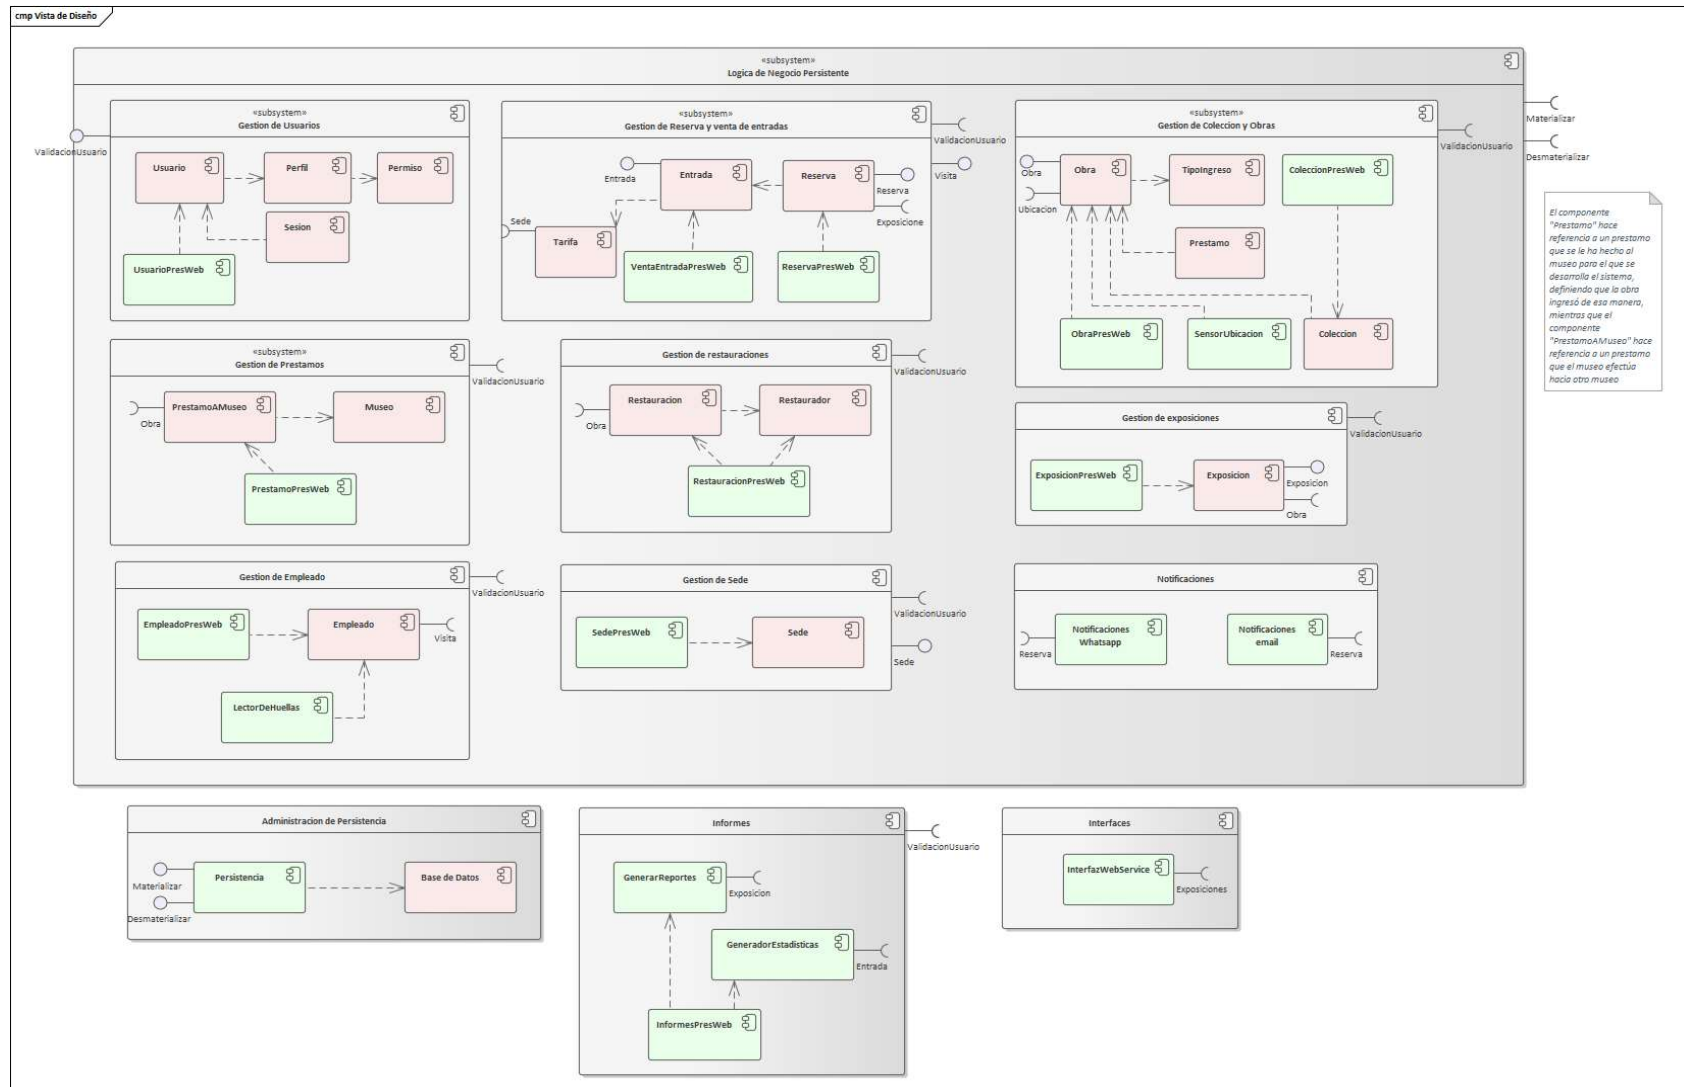 cmp Vista de Diseño
«subsystem»
Logica de Negocio Persistente
ValidacionUsuario
Materializar
Desmaterializar
«subsystem»
Gestion de Usuarios
Usuario
Perfil
Permiso
Sesion
UsuarioPresWeb
«subsystem»
Gestion de Reserva y venta de entradas
ValidacionUsuario
Visita
Entrada
Entrada
Reserva
Reserva
Exposicione
Sede
Tarifa
VentaEntradaPresWeb
ReservaPresWeb
«subsystem»
Gestion de Coleccion y Obras
ValidacionUsuario
Obra
Ubicacion
Obra
TipoIngreso
ColeccionPresWeb
Prestamo
ObraPresWeb
SensorUbicacion
Coleccion
El componente
"Prestamo" hace
referencia a un prestamo
que se le ha hecho al
museo para el que se
desarrolla el sistema,
definiendo que la obra
ingresó de esa manera,
mientras que el
componente
"PrestamoAMuseo" hace
referencia a un prestamo
que el museo efectúa
hacia otro museo
«subsystem»
Gestion de Prestamos
ValidacionUsuario
Obra
PrestamoAMuseo
Museo
PrestamoPresWeb
Gestion de restauraciones
ValidacionUsuario
Obra
Restauracion
Restaurador
RestauracionPresWeb
Gestion de exposiciones
ValidacionUsuario
ExposicionPresWeb
Exposicion
Exposicion
Obra
Gestion de Empleado
ValidacionUsuario
EmpleadoPresWeb
Empleado
Visita
LectorDeHuellas
Gestion de Sede
ValidacionUsuario
Sede
SedePresWeb
Sede
Notificaciones
Reserva
Notificaciones
Whatsapp
Notificaciones
email
Reserva
Administracion de Persistencia
Materializar
Desmaterializar
Persistencia
Base de Datos
Informes
ValidacionUsuario
GenerarReportes
Exposicion
GeneradorEstadisticas
Entrada
InformesPresWeb
Interfaces
InterfazWebService
Exposiciones